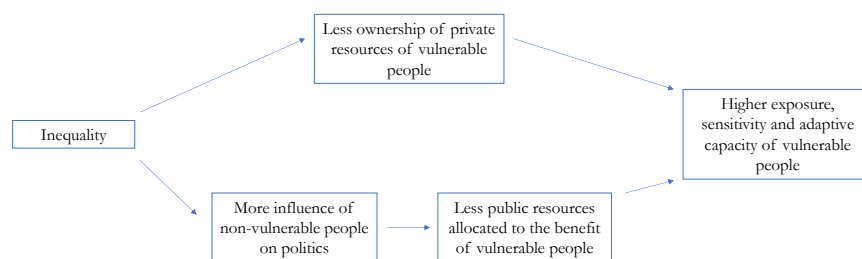 Less ownership of private
resources of vulnerable
people
Inequality
Higher exposure,
sensitivity and adaptive
capacity of vulnerable
people
More influence of
non-vulnerable people
on politics
Less public resources
allocated to the benefit
of vulnerable people